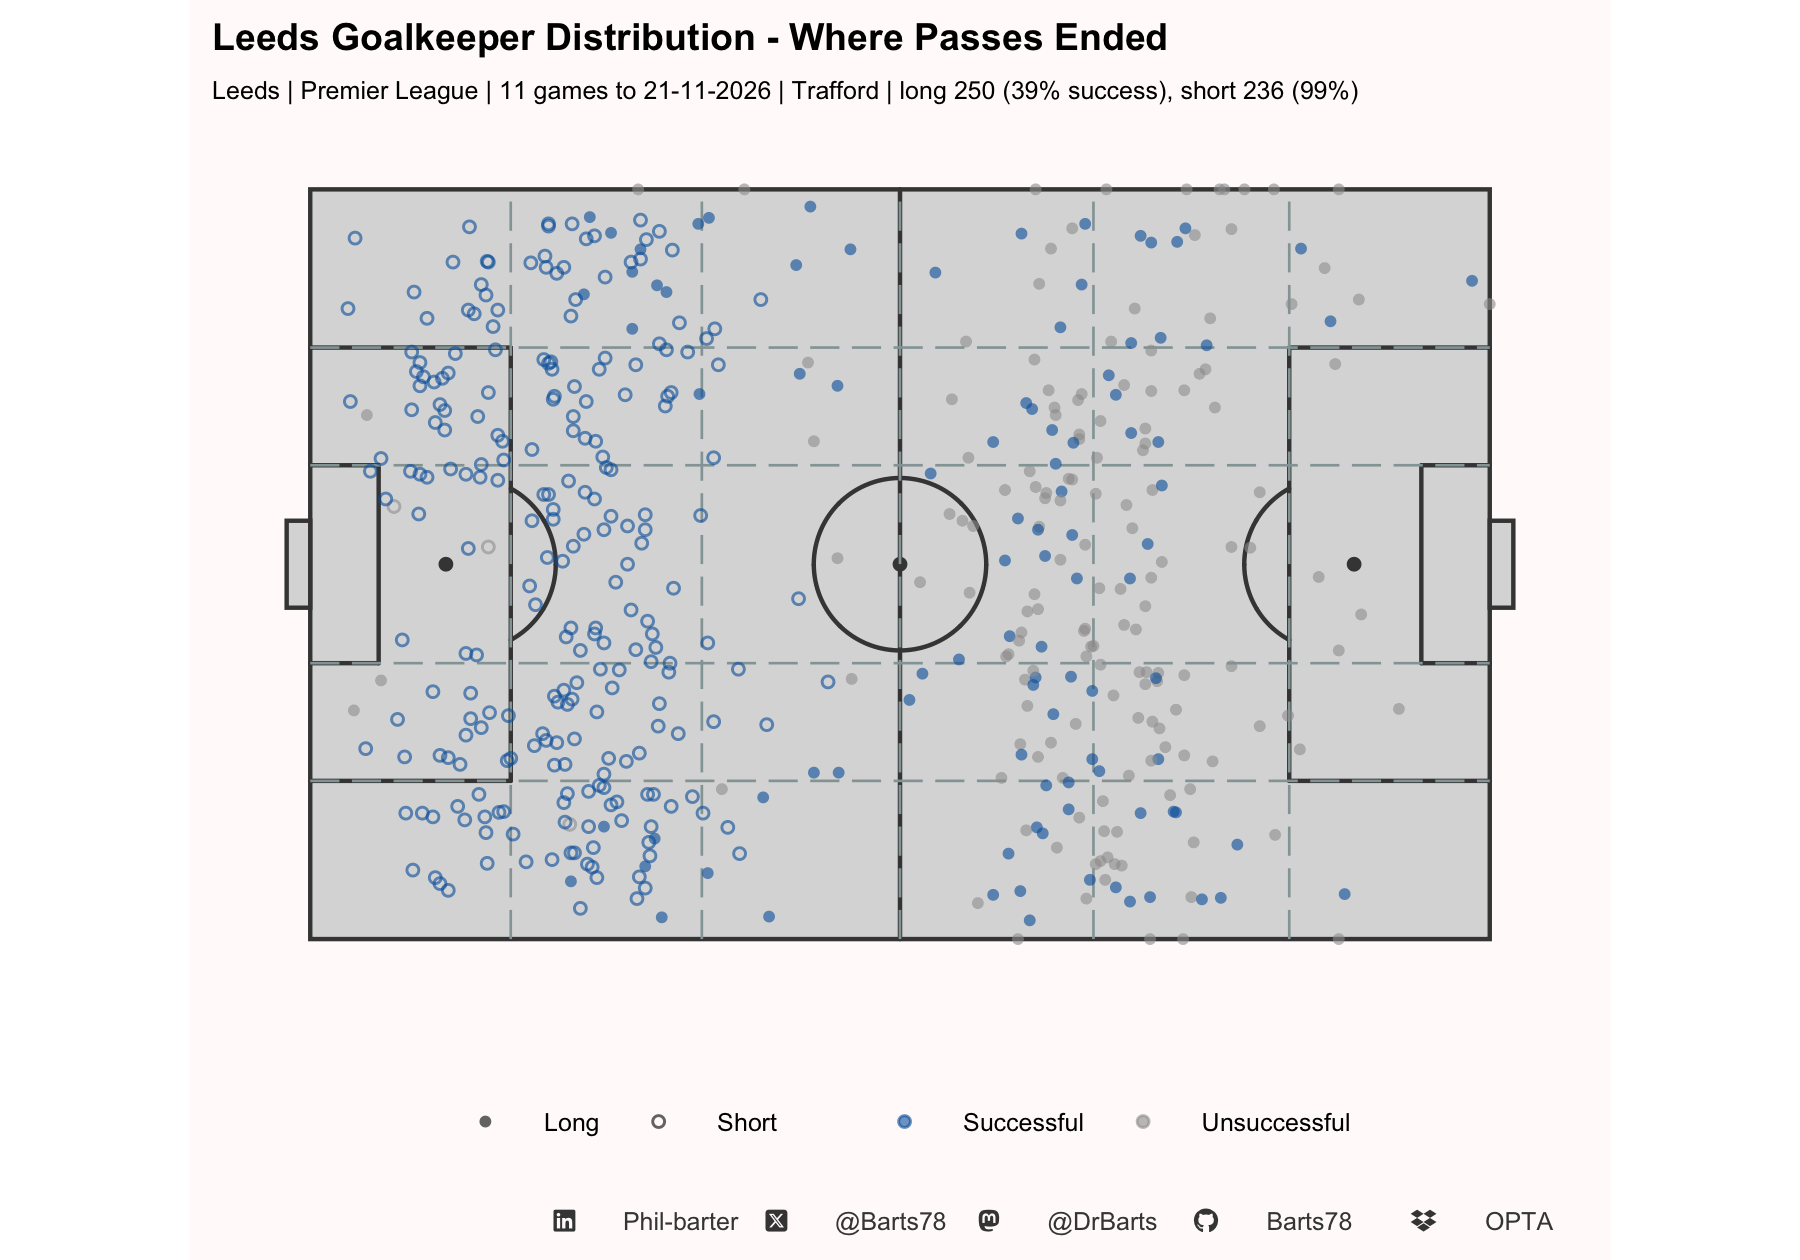 Leeds Goalkeeper Distribution - Where Passes Ended
Leeds | Premier League | 11 games to 21-11-2026 | Trafford | long 250 (39% success), short 236 (99%)
Long Short Successful Unsuccessful
Phil-barter @Barts78 @DrBarts Barts78 OPTA